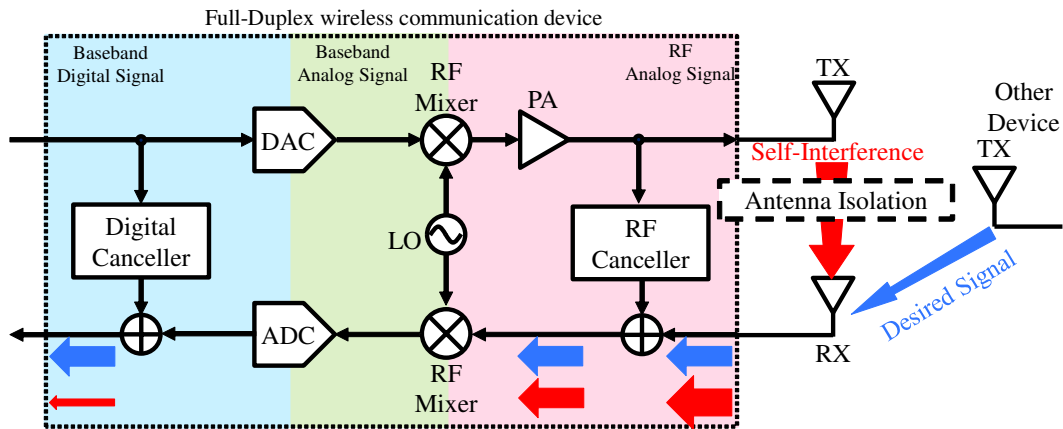 Full-Duplex wireless communication device
Baseband
Digital Signal
Baseband
Analog Signal
RF
Mixer
RF
Analog Signal
PA
TX
Other
Device
TX
DAC
Self-Interference
Antenna Isolation
Digital
Canceller
LO
RF
Canceller
Desired Signal
ADC
RF
Mixer
RX